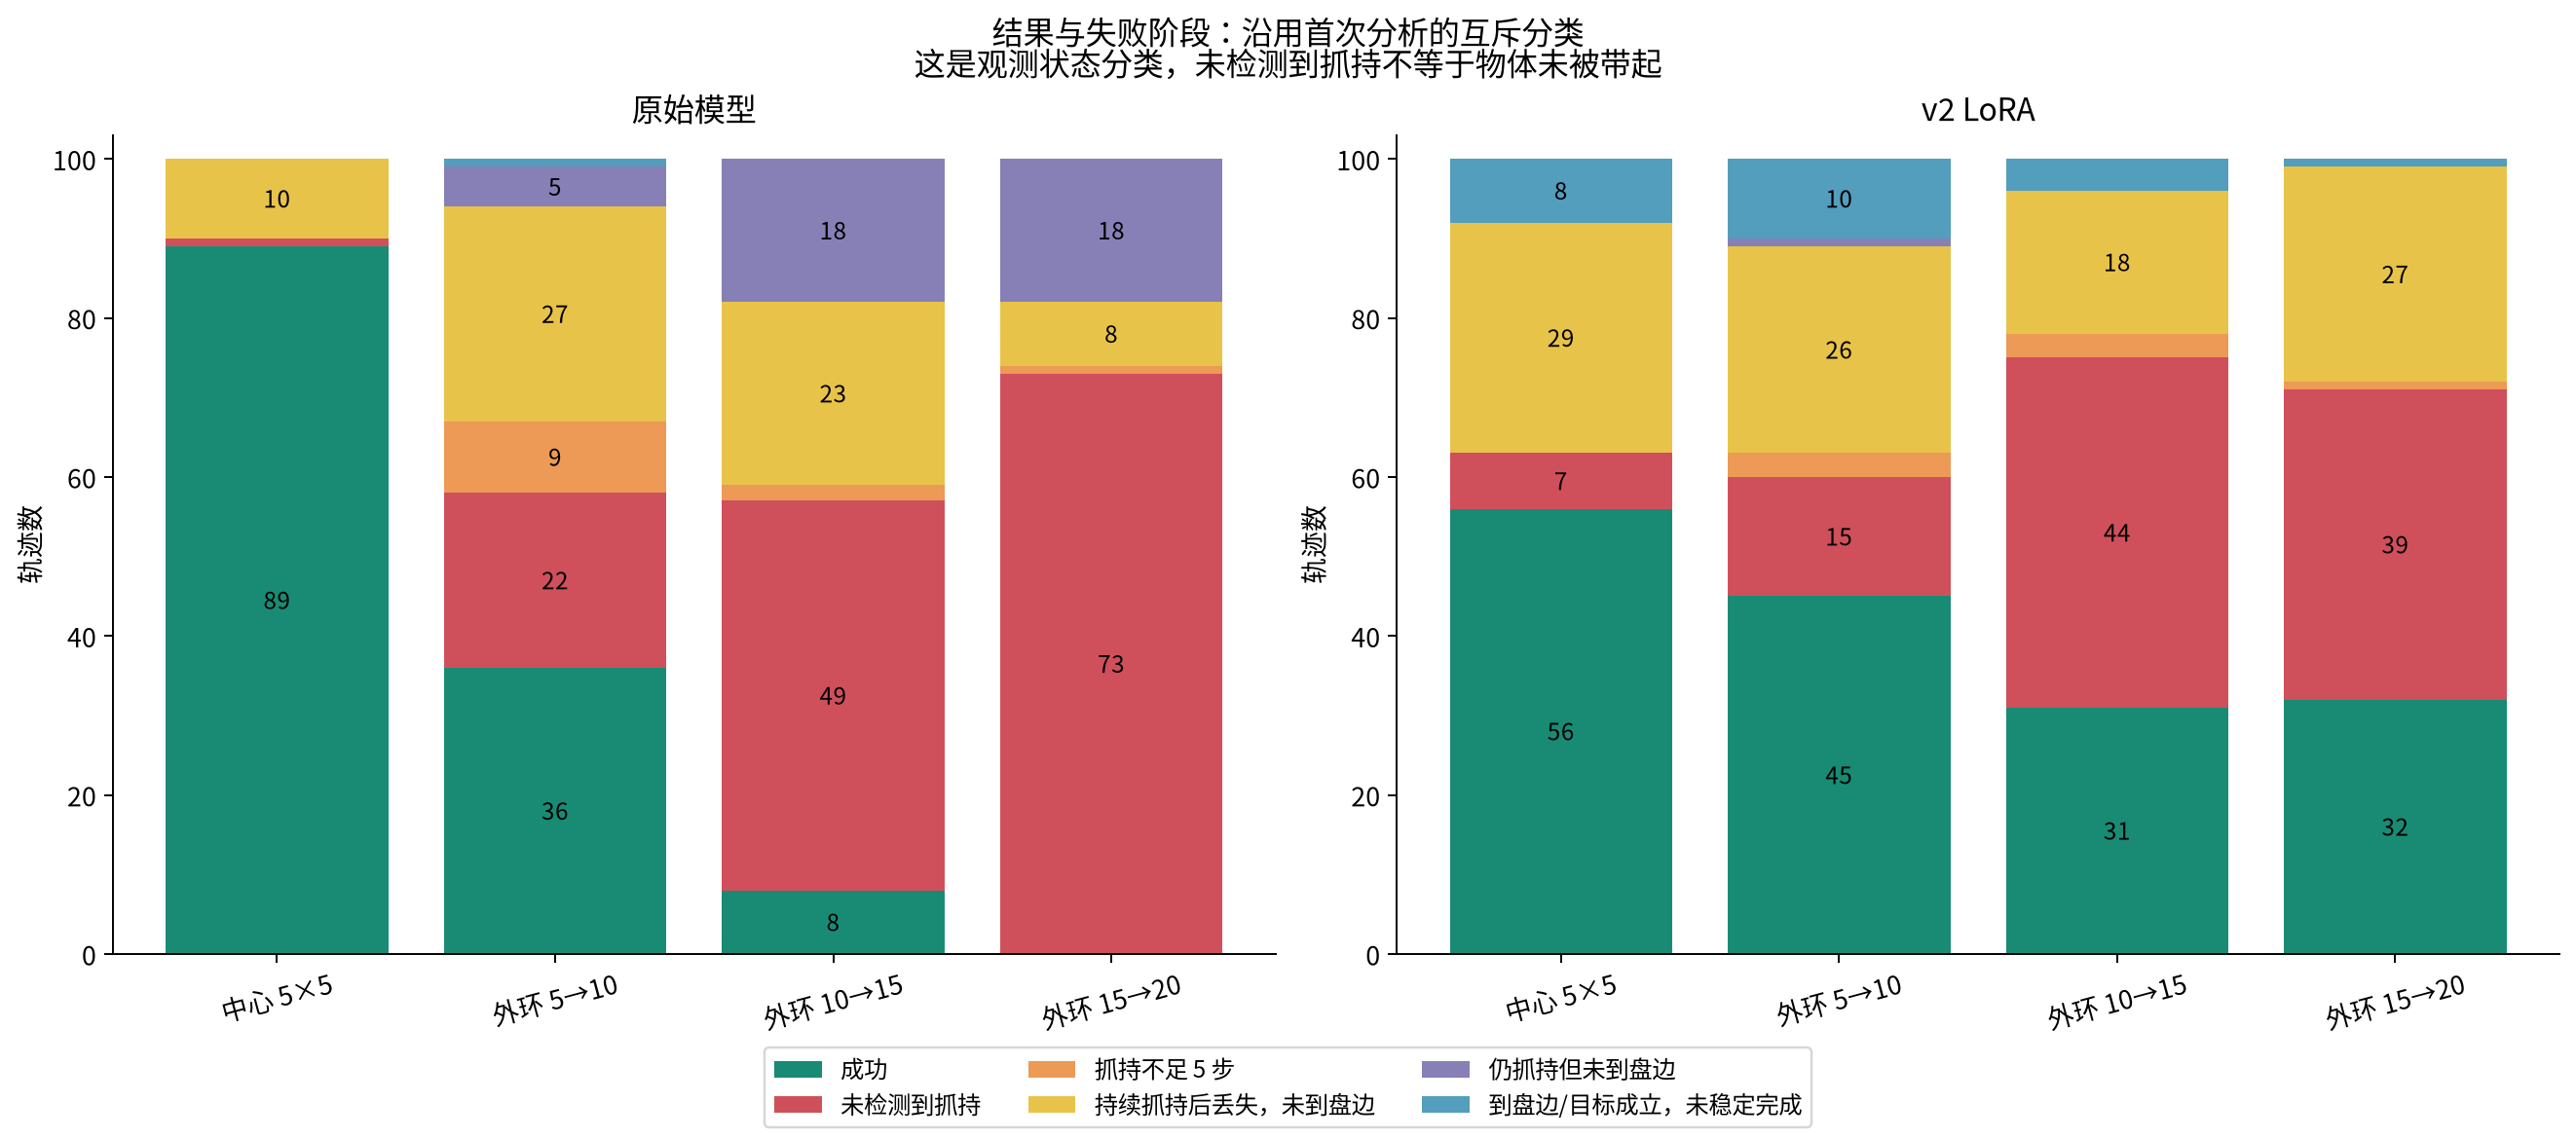 结果与失败阶段：沿用首次分析的互斥分类
这是观测状态分类，未检测到抓持不等于物体未被带起
原始模型
轨迹数
100
80
60
40
20
0
89
10
36
22
9
27
5
8
49
23
18
73
8
18
中心 5×5
外环 5→10
外环 10→15
外环 15→20
v2 LoRA
轨迹数
100
80
60
40
20
0
56
7
29
8
45
15
26
10
31
44
18
32
39
27
中心 5×5
外环 5→10
外环 10→15
外环 15→20
成功
未检测到抓持
抓持不足 5 步
持续抓持后丢失，未到盘边
仍抓持但未到盘边
到盘边/目标成立，未稳定完成